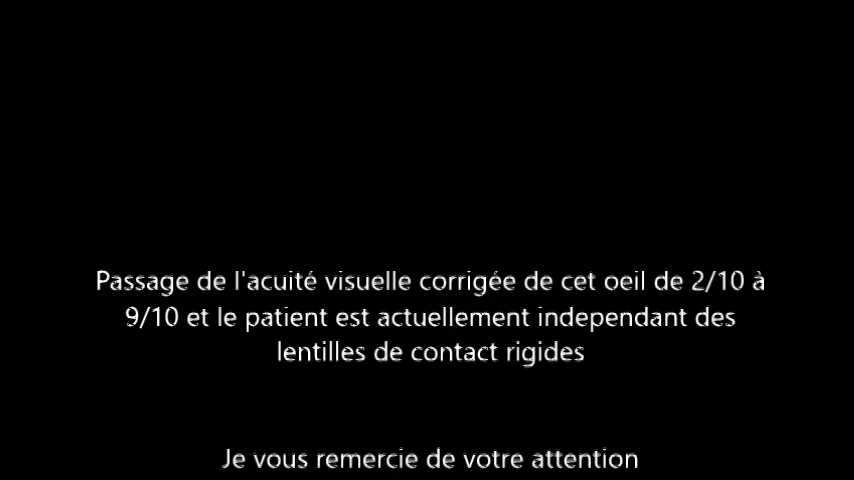 Passage de l'acuité visuelle corrigée de cet oeil de 2/10 à
9/10 et le patient est actuellement independant des
lentilles de contact rigides
Je vous remercie de votre attention